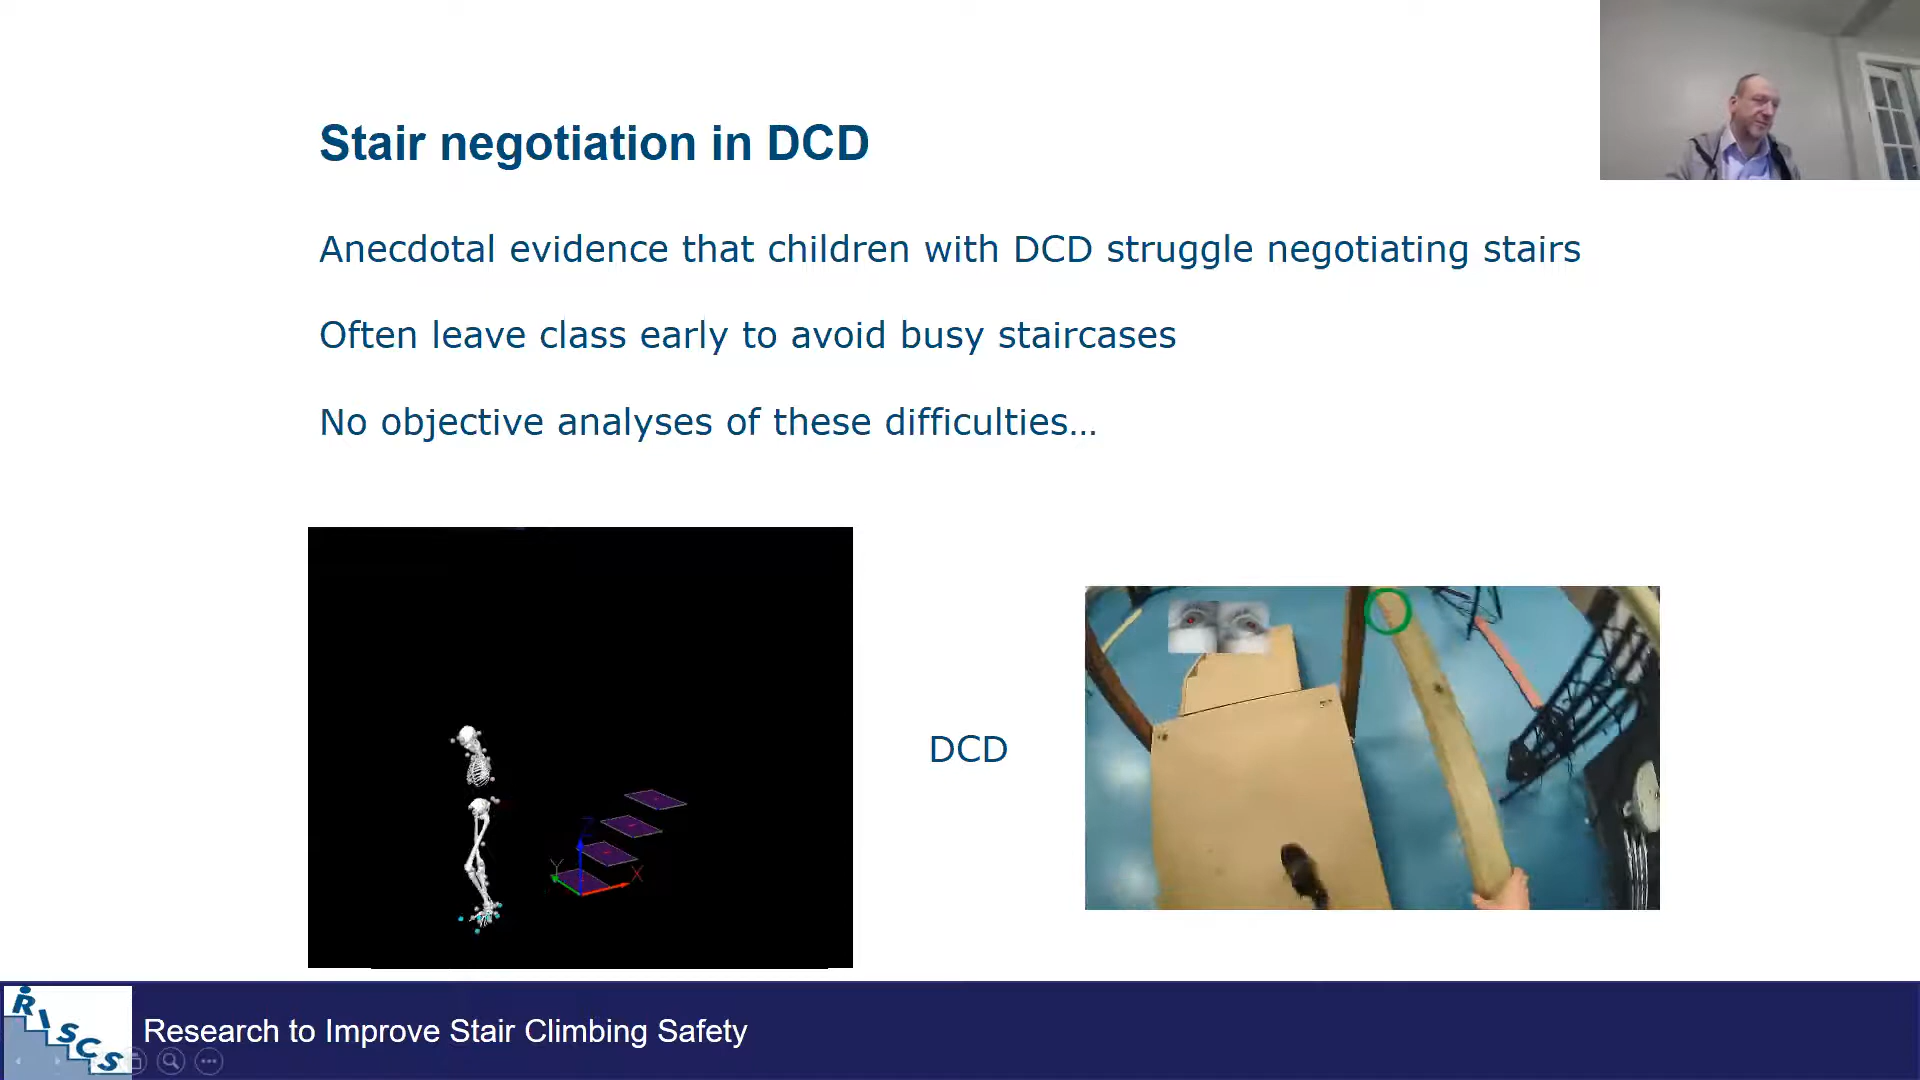 Stair negotiation in DCD
Anecdotal evidence that children with DCD struggle negotiating stairs
Often leave class early to avoid busy staircases
No objective analyses of these difficulties…
Z
Y
X
DCD
RISCS
Research to Improve Stair Climbing Safety